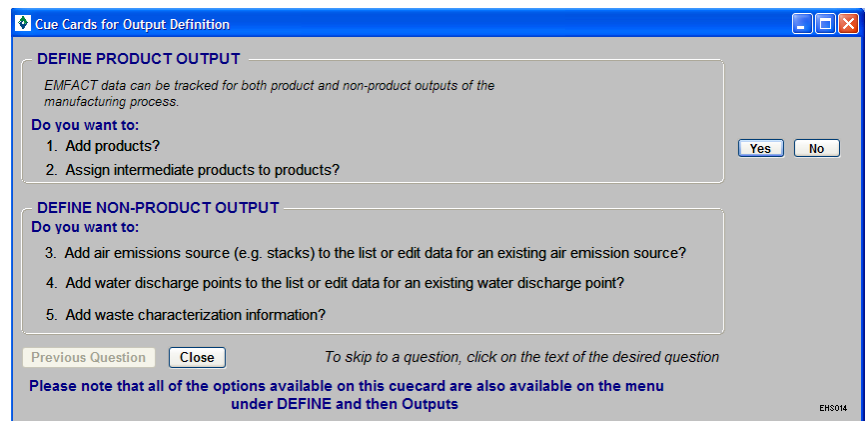 Cue Cards for Output Definition
DEFINE PRODUCT OUTPUT
EMFACT data can be tracked for both product and non-product outputs of the
manufacturing process.
Do you want to:
1. Add products?
Yes No
2. Assign intermediate products to products?
DEFINE NON-PRODUCT OUTPUT
Do you want to:
3. Add air emissions source (e.g. stacks) to the list or edit data for an existing air emission source?
4. Add water discharge points to the list or edit data for an existing water discharge point?
5. Add waste characterization information?
Previous Question Close To skip to a question, click on the text of the desired question
Please note that all of the options available on this cuecard are also available on the menu
under DEFINE and then Outputs
EHS014